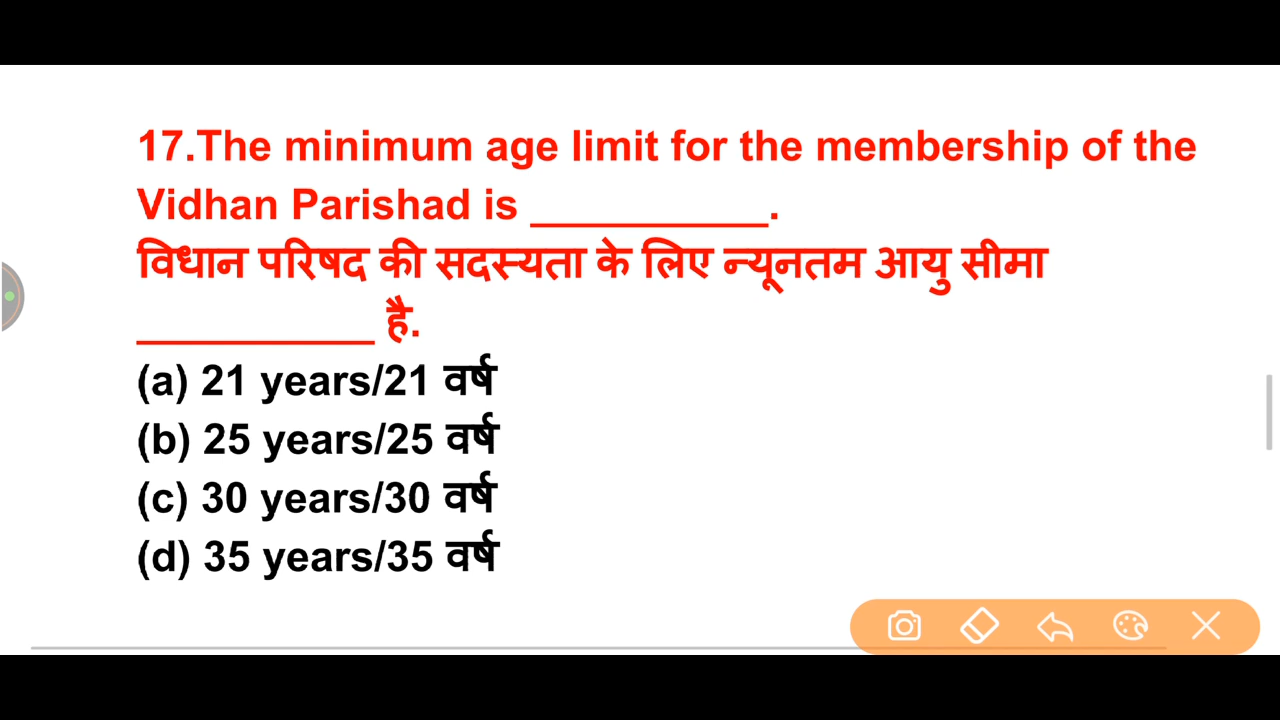 17.The minimum age limit for the membership of the
Vidhan Parishad is __________.
विधान परिषद की सदस्यता के लिए न्यूनतम आयु सीमा
__________ है.
(a) 21 years/21 वर्ष
(b) 25 years/25 वर्ष
(c) 30 years/30 वर्ष
(d) 35 years/35 वर्ष